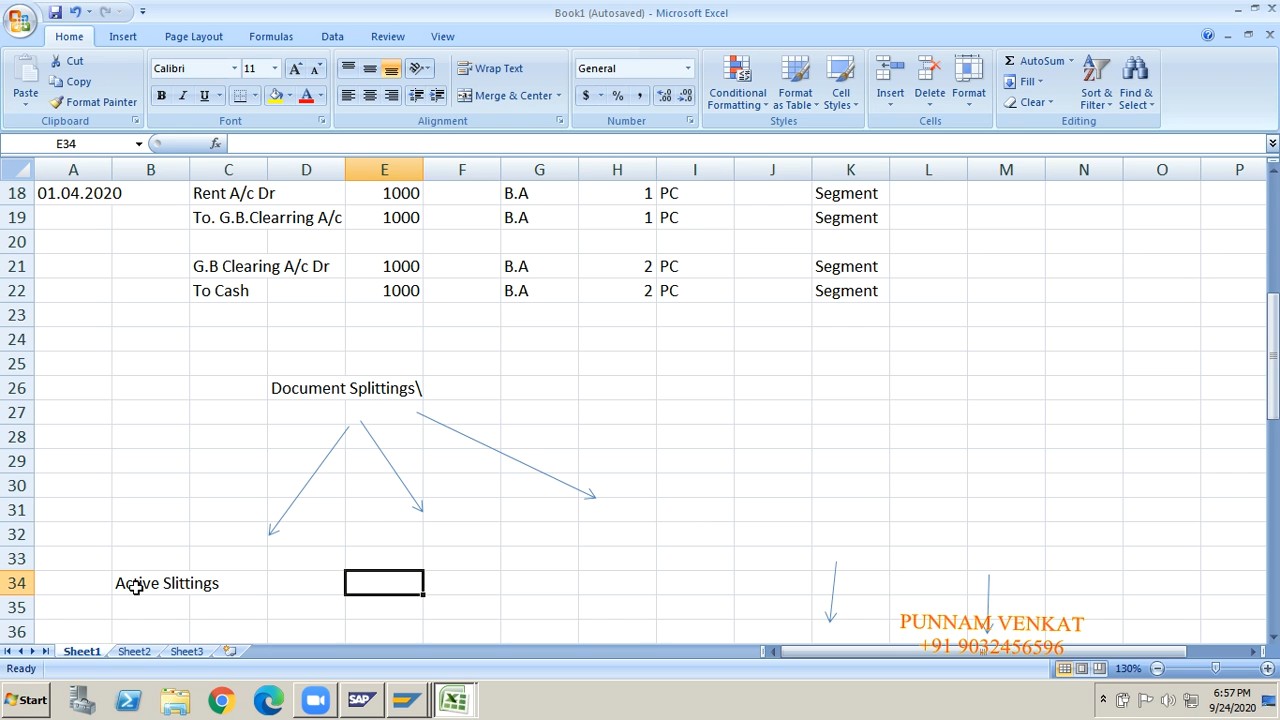 Book1 (Autosaved) - Microsoft Excel
Home Insert Page Layout Formulas Data Review View
Paste
Cut
Copy
Format Painter
Clipboard
Calibri 11
B I U A
Font
Wrap Text
Merge & Center
Alignment
General
$ % ,
Number
Conditional Formatting
Format as Table
Cell Styles
Styles
Insert Delete Format
Cells
Σ AutoSum
Fill
Clear
Sort & Filter
Find & Select
Editing
E34 fx
A B C D E F G H I J K L M N O P
18 01.04.2020 Rent A/c Dr 1000 B.A 1 PC Segment
19 To. G.B.Clearring A/c 1000 B.A 1 PC Segment
20
21 G.B Clearing A/c Dr 1000 B.A 2 PC Segment
22 To Cash 1000 B.A 2 PC Segment
23
24
25
26 Document Splittings\
27
28
29
30
31
32
33
34 Active Slittings
35
36
PUNNAM VENKAT
+91 9032456596
Sheet1 Sheet2 Sheet3
Ready 130%
Start SAP 6:57 PM
9/24/2020